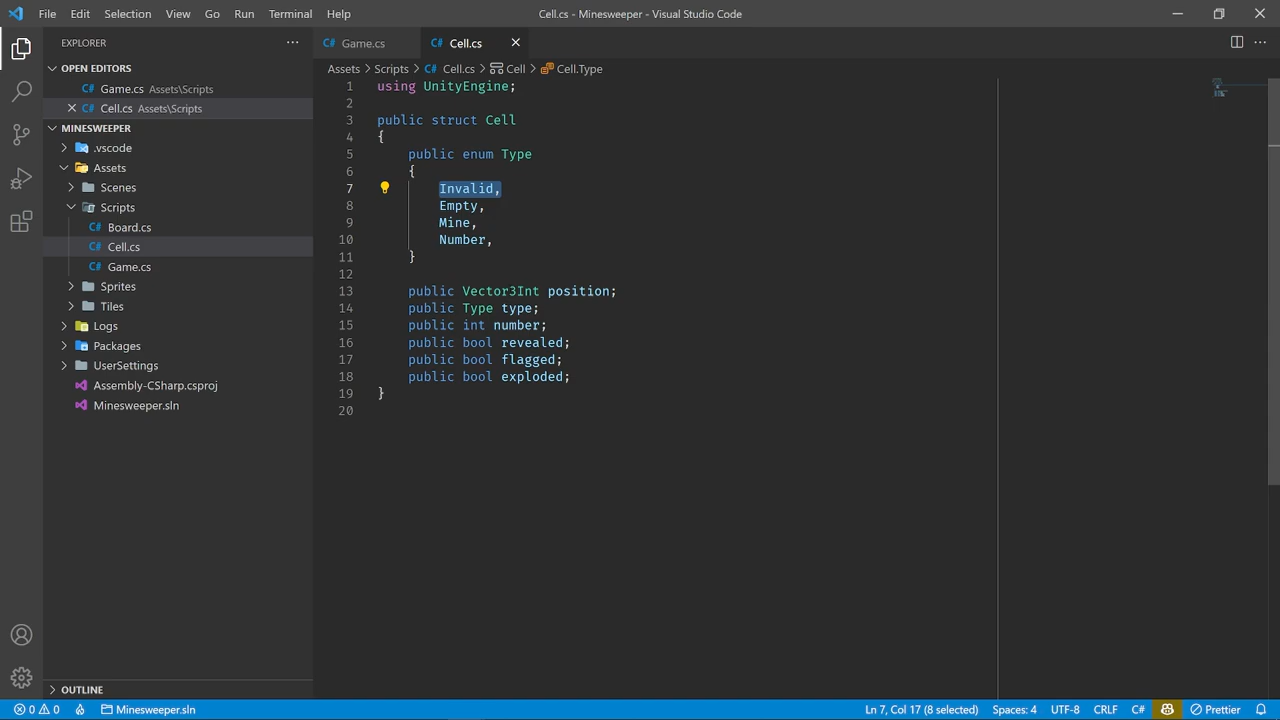 File Edit Selection View Go Run Terminal Help
Cell.cs - Minesweeper - Visual Studio Code
EXPLORER
OPEN EDITORS
C# Game.cs Assets\Scripts
C# Cell.cs Assets\Scripts
MINESWEEPER
.vscode
Assets
Scenes
Scripts
C# Board.cs
C# Cell.cs
C# Game.cs
Sprites
Tiles
Logs
Packages
UserSettings
Assembly-CSharp.csproj
Minesweeper.sln
OUTLINE
C# Game.cs C# Cell.cs
Assets > Scripts > C# Cell.cs > Cell > Cell.Type
1 using UnityEngine;
2
3 public struct Cell
4 {
5 public enum Type
6 {
7 Invalid,
8 Empty,
9 Mine,
10 Number,
11 }
12
13 public Vector3Int position;
14 public Type type;
15 public int number;
16 public bool revealed;
17 public bool flagged;
18 public bool exploded;
19 }
20
0 0 Minesweeper.sln Ln 7, Col 17 (8 selected) Spaces: 4 UTF-8 CRLF C# Prettier